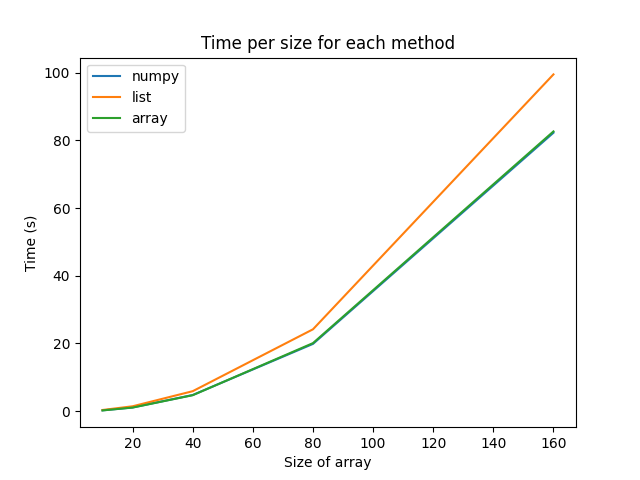 Time per size for each method
numpy
list
array
100
80
60
40
20
0
Time (s)
20 40 60 80 100 120 140 160
Size of array